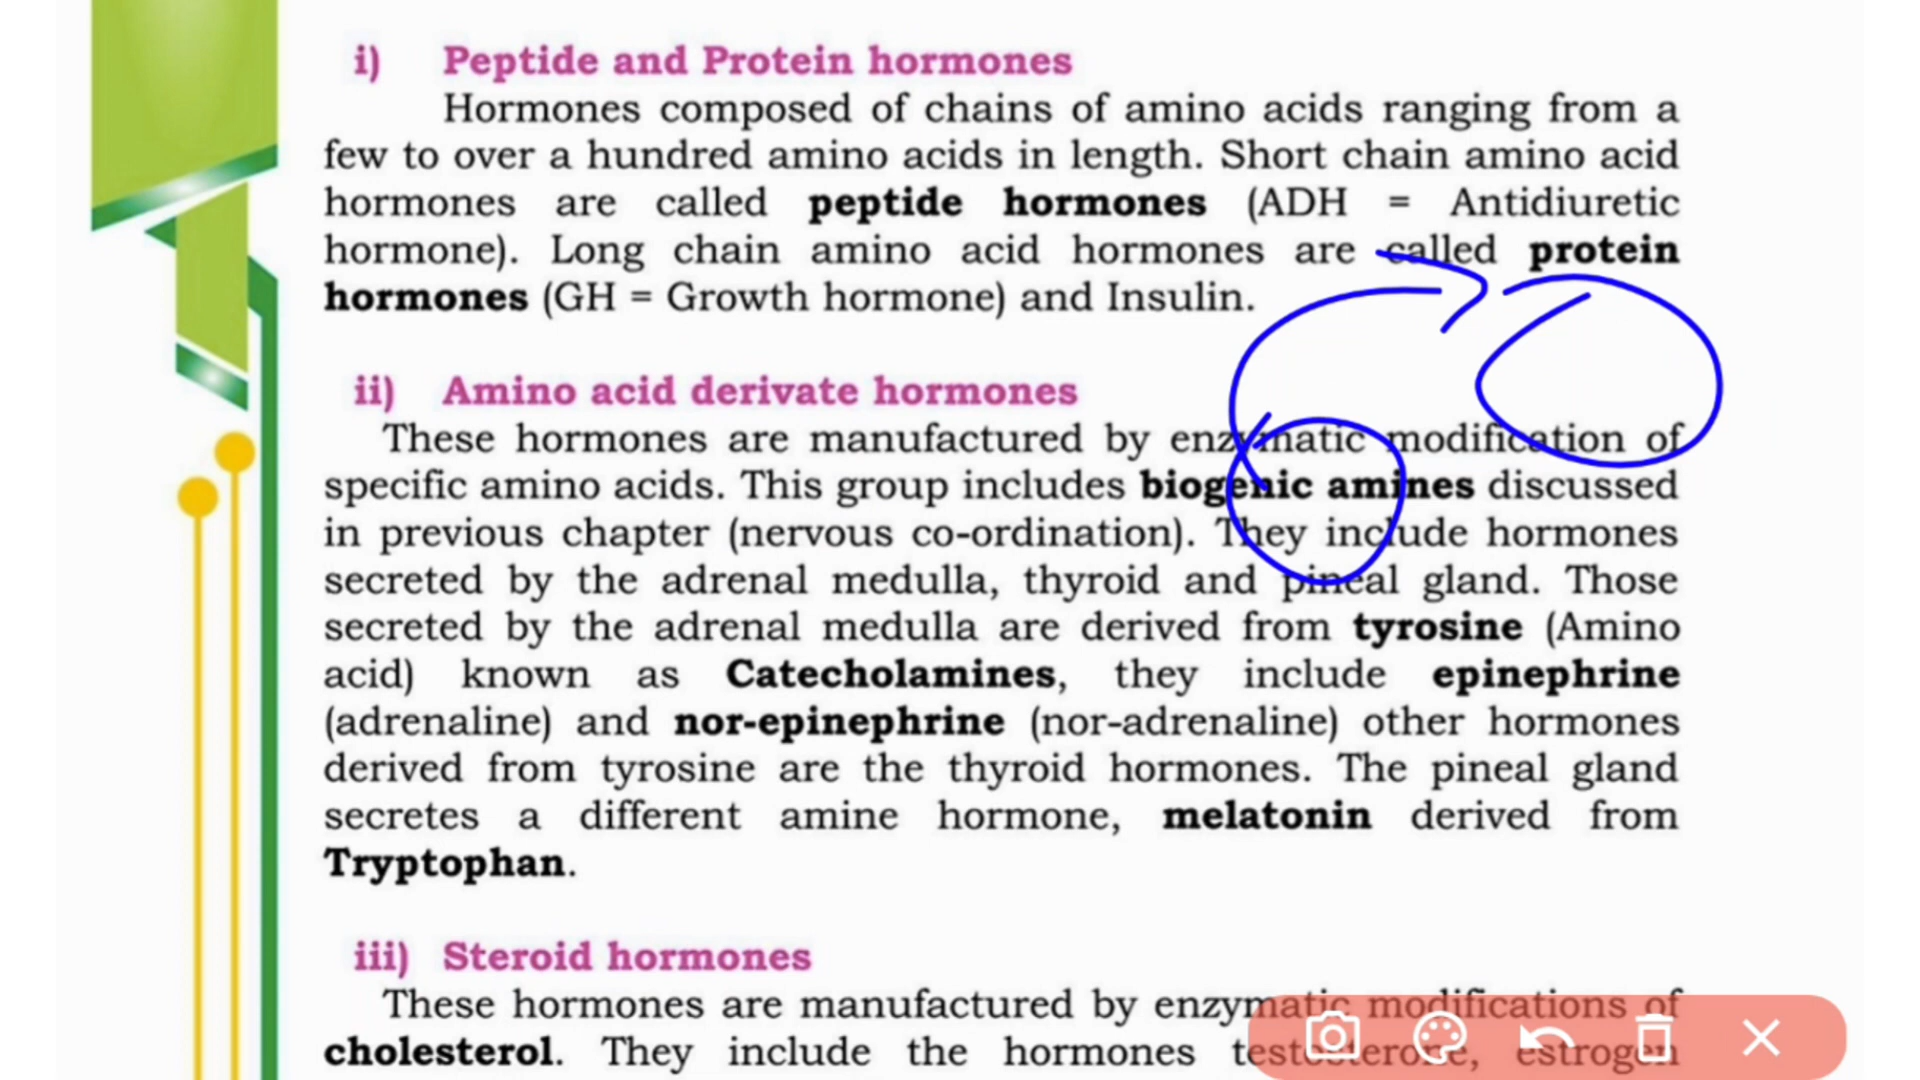 i) Peptide and Protein hormones
Hormones composed of chains of amino acids ranging from a
few to over a hundred amino acids in length. Short chain amino acid
hormones are called peptide hormones (ADH = Antidiuretic
hormone). Long chain amino acid hormones are called protein
hormones (GH = Growth hormone) and Insulin.
ii) Amino acid derivate hormones
These hormones are manufactured by enzymatic modification of
specific amino acids. This group includes biogenic amines discussed
in previous chapter (nervous co-ordination). They include hormones
secreted by the adrenal medulla, thyroid and pineal gland. Those
secreted by the adrenal medulla are derived from tyrosine (Amino
acid) known as Catecholamines, they include epinephrine
(adrenaline) and nor-epinephrine (nor-adrenaline) other hormones
derived from tyrosine are the thyroid hormones. The pineal gland
secretes a different amine hormone, melatonin derived from
Tryptophan.
iii) Steroid hormones
These hormones are manufactured by enzymatic modifications of
cholesterol. They include the hormones testosterone, estrogen